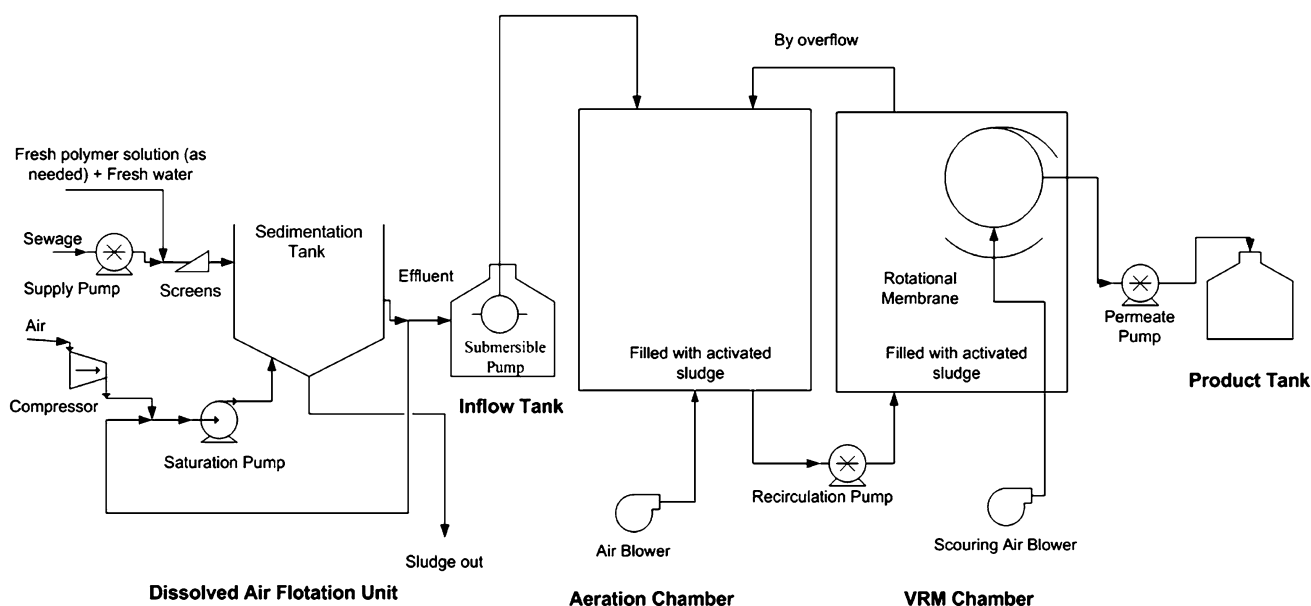 By overflow
Fresh polymer solution (as
needed) + Fresh water
Sewage
Supply Pump
Screens
Sedimentation
Tank
Effluent
Air
Compressor
Saturation Pump
Submersible
Pump
Inflow Tank
Sludge out
Dissolved Air Flotation Unit
Filled with activated
sludge
Air Blower
Aeration Chamber
Recirculation Pump
Rotational
Membrane
Filled with activated
sludge
Scouring Air Blower
VRM Chamber
Permeate
Pump
Product Tank